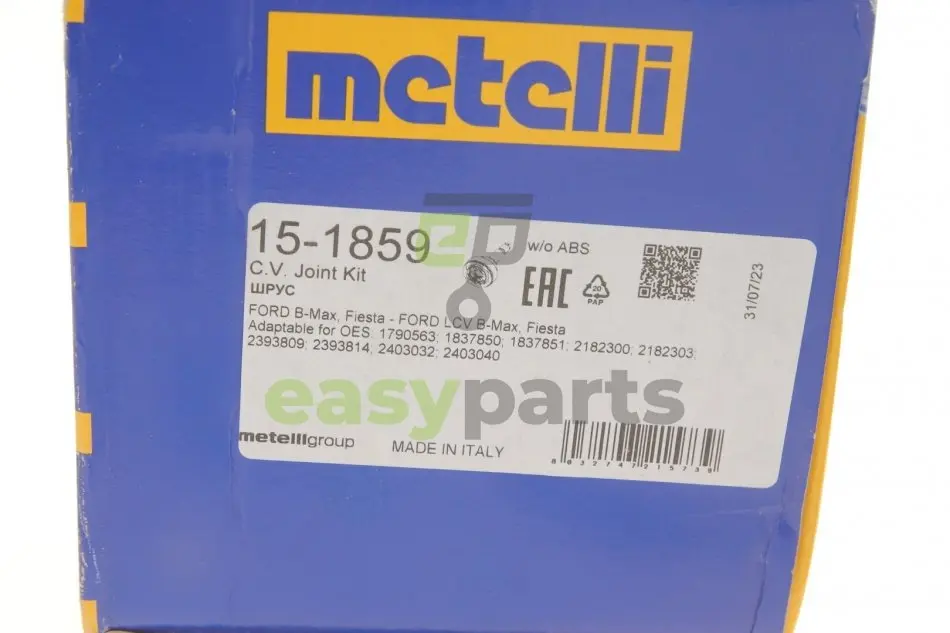 metelli
15-1859
w/o ABS
C.V. Joint Kit
ШРУС
EAC
20
PAP
31/07/23
FORD B-Max, Fiesta - FORD LCV B-Max, Fiesta
Adaptable for OES: 1790563; 1837850; 1837851; 2182300; 2182303;
2393809; 2393814; 2403032; 2403040
easyparts
metelligroup
MADE IN ITALY
8032747215738